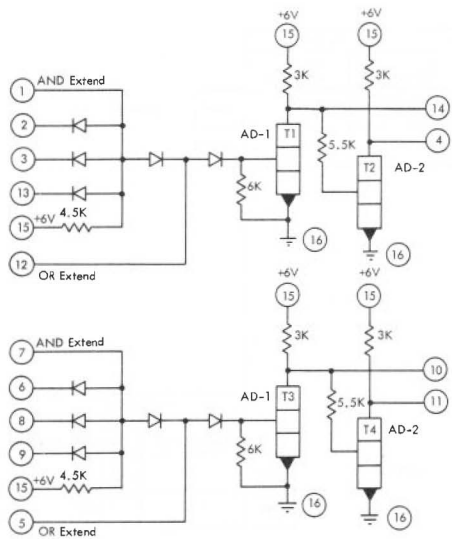 +6V +6V
15 15
1 AND Extend
3K 3K
2
14
AD-1 T1
4
3
5.5K
T2 AD-2
13
6K
15 +6V 4.5K
12
16
OR Extend
16
+6V +6V
15 15
7 AND Extend
3K 3K
6
10
AD-1 T3
11
8
5.5K
T4 AD-2
9
6K
15 +6V 4.5K
5
16
OR Extend
16